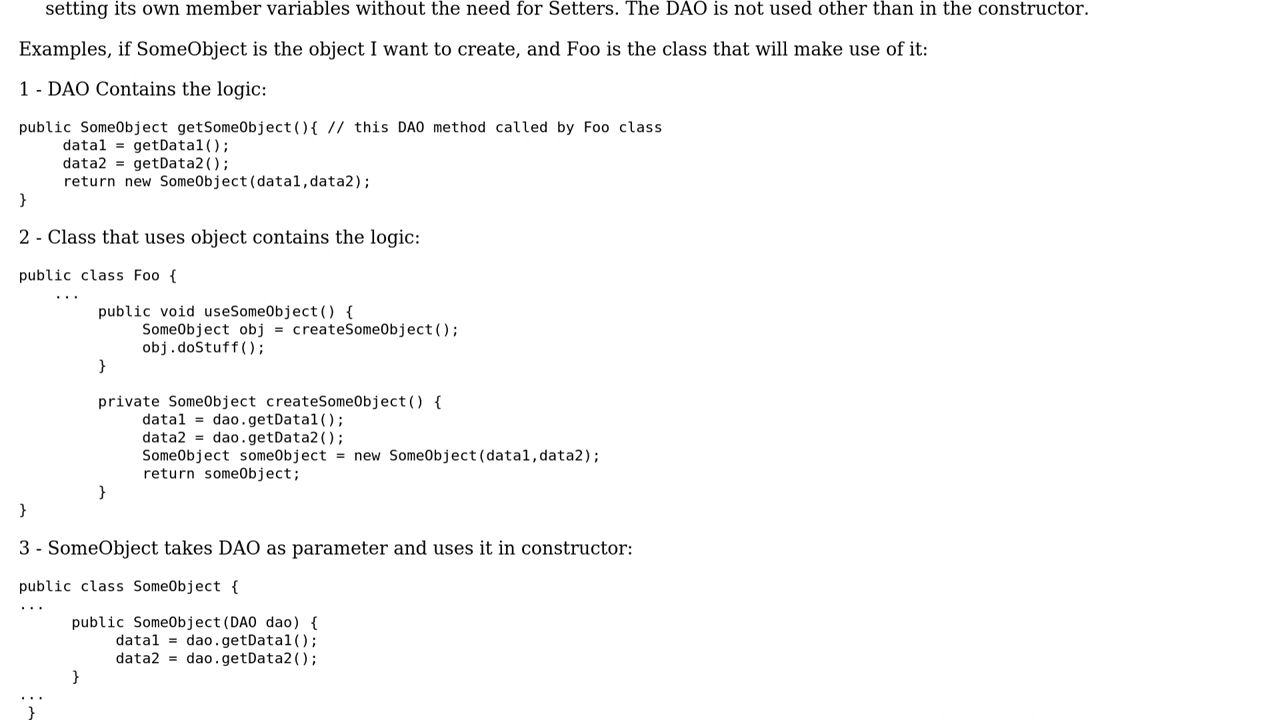 setting its own member variables without the need for Setters. The DAO is not used other than in the constructor.
Examples, if SomeObject is the object I want to create, and Foo is the class that will make use of it:
1 - DAO Contains the logic:
public SomeObject getSomeObject(){ // this DAO method called by Foo class
     data1 = getData1();
     data2 = getData2();
     return new SomeObject(data1,data2);
}
2 - Class that uses object contains the logic:
public class Foo {
    ...
         public void useSomeObject() {
              SomeObject obj = createSomeObject();
              obj.doStuff();
         }
         private SomeObject createSomeObject() {
              data1 = dao.getData1();
              data2 = dao.getData2();
              SomeObject someObject = new SomeObject(data1,data2);
              return someObject;
         }
}
3 - SomeObject takes DAO as parameter and uses it in constructor:
public class SomeObject {
...
      public SomeObject(DAO dao) {
           data1 = dao.getData1();
           data2 = dao.getData2();
      }
...
 }